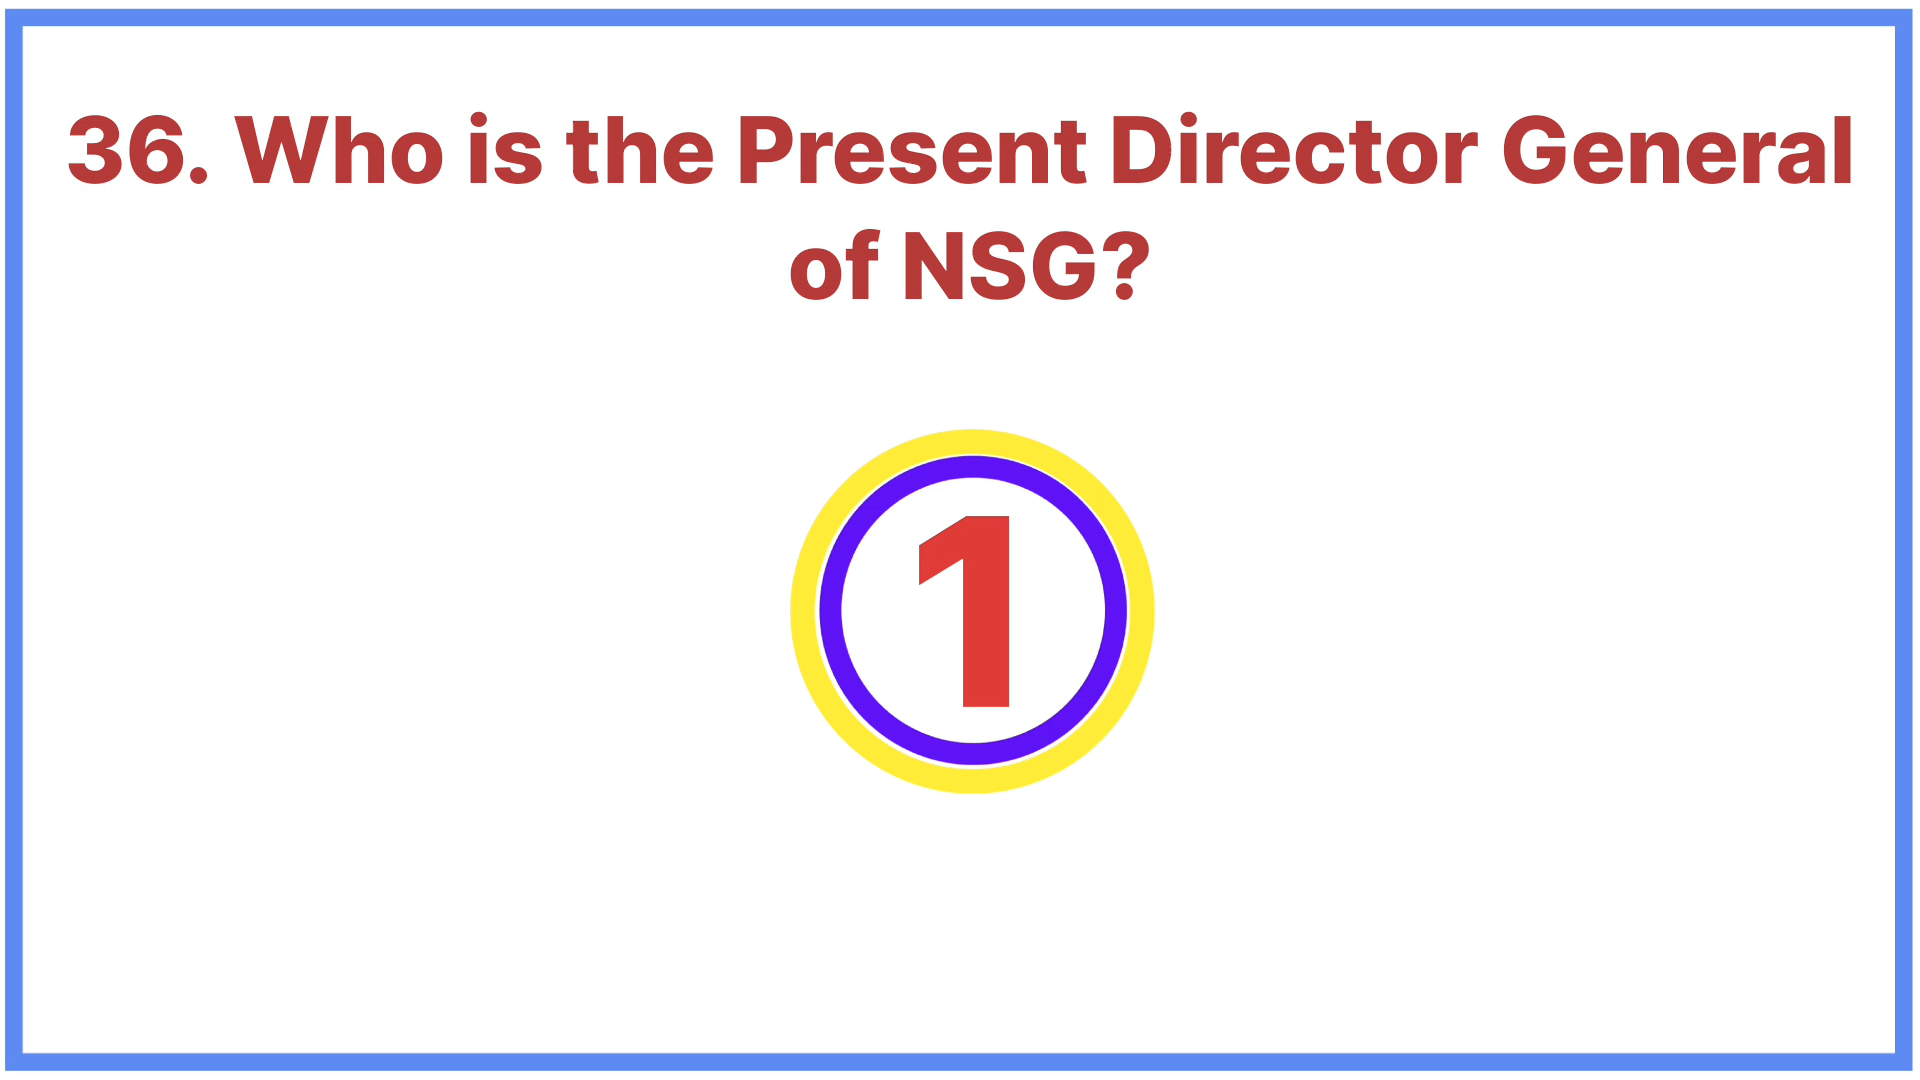 36. Who is the Present Director General
of NSG?
1